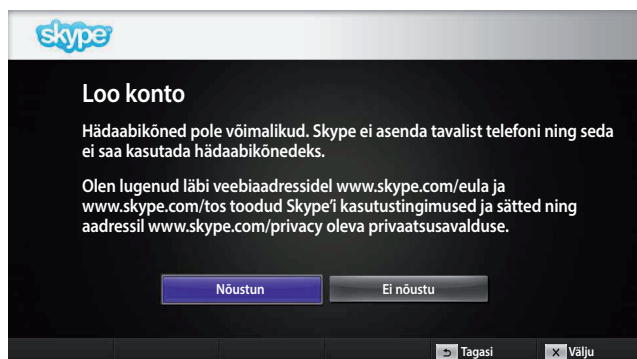 skype
Loo konto
Hädaabikõned pole võimalikud. Skype ei asenda tavalist telefoni ning seda
ei saa kasutada hädaabikõnedeks.
Olen lugenud läbi veebiaadressidel www.skype.com/eula ja
www.skype.com/tos toodud Skype'i kasutustingimused ja sätted ning
aadressil www.skype.com/privacy oleva privaatsusavalduse.
Nõustun Ei nõustu
Tagasi Välju